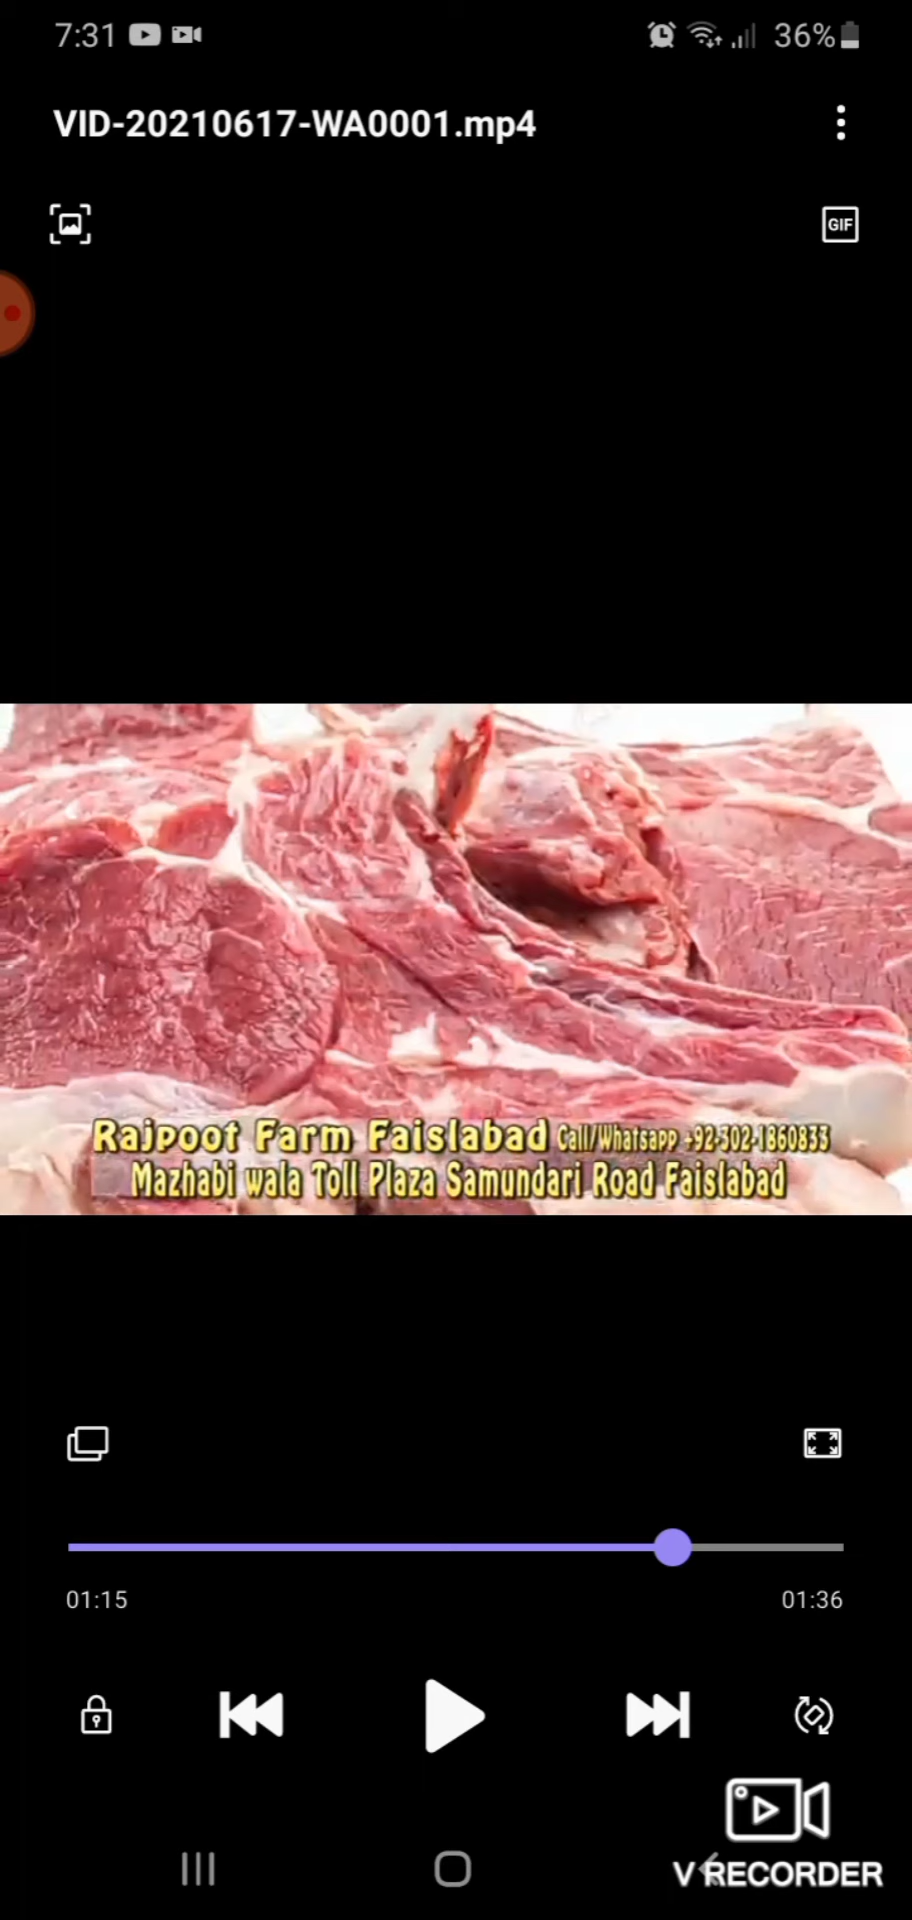 7:31 36%
VID-20210617-WA0001.mp4
GIF
Rajpoot Farm Faislabad Call/Whatsapp +92-302-1860833
Mazhabi wala Toll Plaza Samundari Road Faislabad
01:15 01:36
V RECORDER